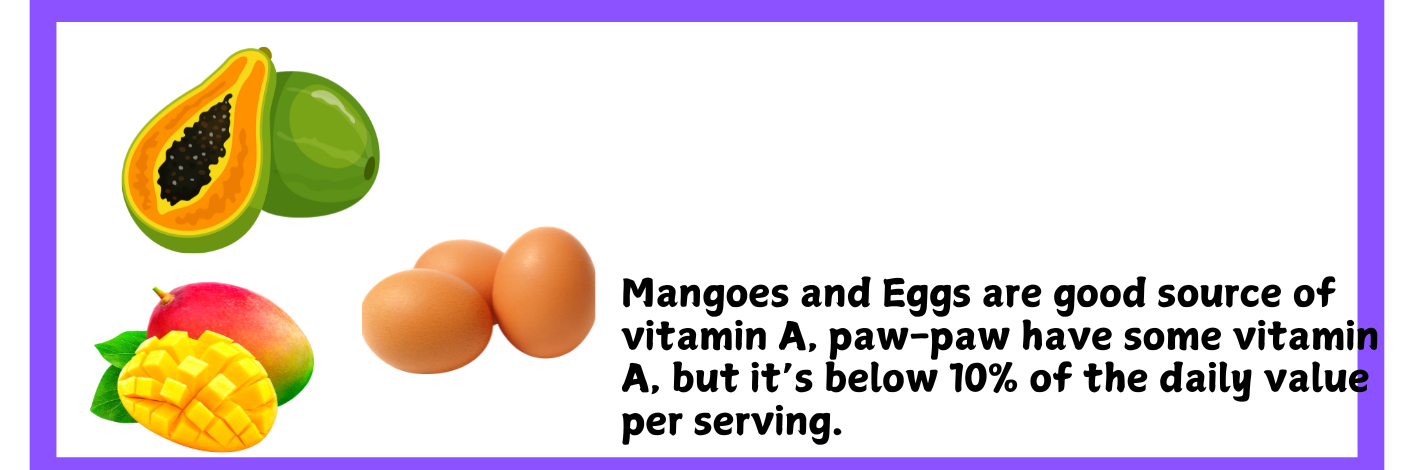 Mangoes and Eggs are good source of
vitamin A, paw-paw have some vitamin
A, but it's below 10% of the daily value
per serving.